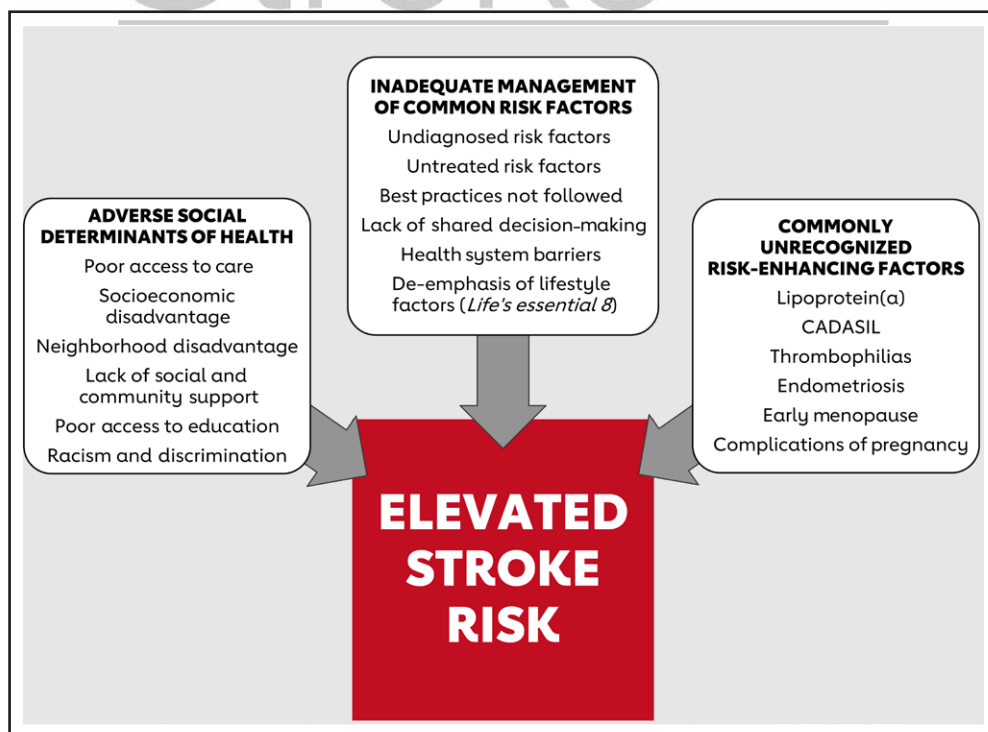 INADEQUATE MANAGEMENT
OF COMMON RISK FACTORS
Undiagnosed risk factors
Untreated risk factors
Best practices not followed
Lack of shared decision-making
Health system barriers
De-emphasis of lifestyle
factors (Life's essential 8)
ADVERSE SOCIAL
DETERMINANTS OF HEALTH
Poor access to care
Socioeconomic
disadvantage
Neighborhood disadvantage
Lack of social and
community support
Poor access to education
Racism and discrimination
COMMONLY
UNRECOGNIZED
RISK-ENHANCING FACTORS
Lipoprotein(a)
CADASIL
Thrombophilias
Endometriosis
Early menopause
Complications of pregnancy
ELEVATED
STROKE
RISK